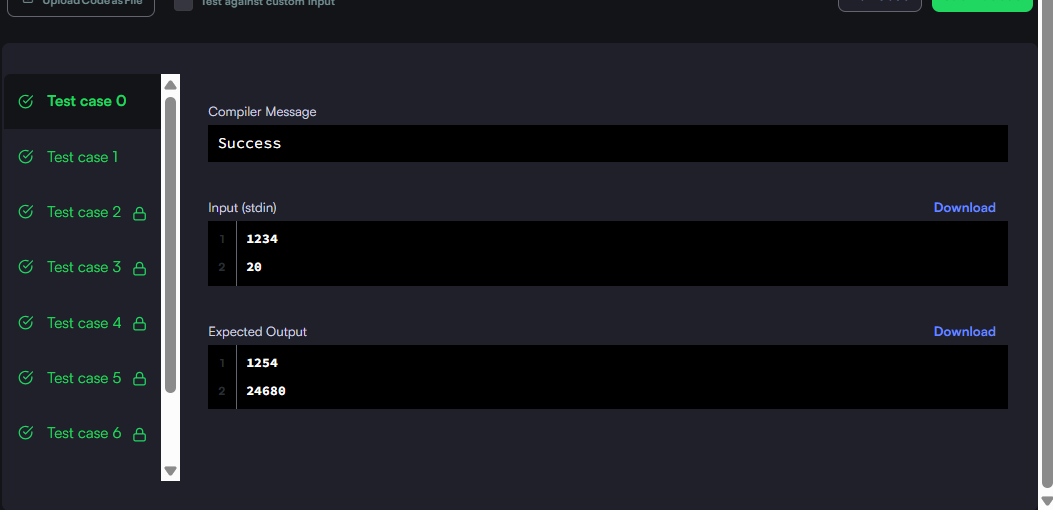 Upload Code as File
Test against custom input
Test case 0
Test case 1
Test case 2
Test case 3
Test case 4
Test case 5
Test case 6
Compiler Message
Success
Input (stdin)
Download
1 1234
2 20
Expected Output
Download
1 1254
2 24680